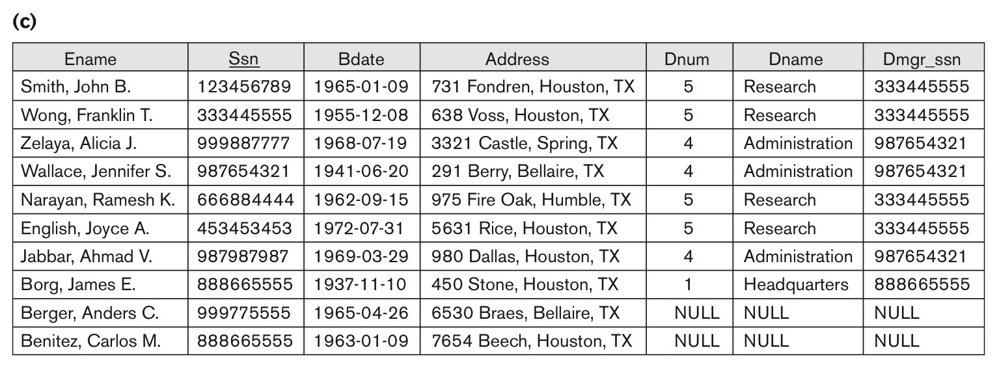 (c)
Ename Ssn Bdate Address Dnum Dname Dmgr_ssn
Smith, John B. 123456789 1965-01-09 731 Fondren, Houston, TX 5 Research 333445555
Wong, Franklin T. 333445555 1955-12-08 638 Voss, Houston, TX 5 Research 333445555
Zelaya, Alicia J. 999887777 1968-07-19 3321 Castle, Spring, TX 4 Administration 987654321
Wallace, Jennifer S. 987654321 1941-06-20 291 Berry, Bellaire, TX 4 Administration 987654321
Narayan, Ramesh K. 666884444 1962-09-15 975 Fire Oak, Humble, TX 5 Research 333445555
English, Joyce A. 453453453 1972-07-31 5631 Rice, Houston, TX 5 Research 333445555
Jabbar, Ahmad V. 987987987 1969-03-29 980 Dallas, Houston, TX 4 Administration 987654321
Borg, James E. 888665555 1937-11-10 450 Stone, Houston, TX 1 Headquarters 888665555
Berger, Anders C. 999775555 1965-04-26 6530 Braes, Bellaire, TX NULL NULL NULL
Benitez, Carlos M. 888665555 1963-01-09 7654 Beech, Houston, TX NULL NULL NULL